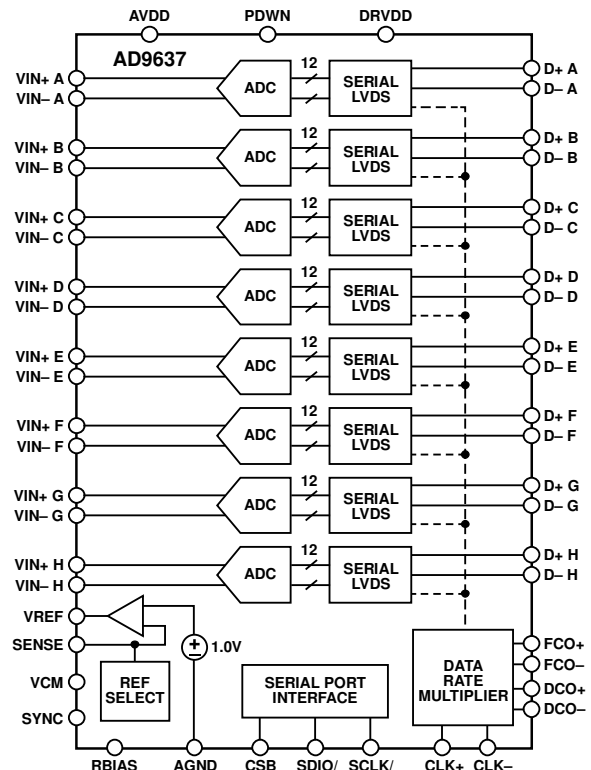 AVDD PDWN DRVDD
AD9637
VIN+ A ADC 12 SERIAL LVDS D+ A
VIN– A D– A
VIN+ B ADC 12 SERIAL LVDS D+ B
VIN– B D– B
VIN+ C ADC 12 SERIAL LVDS D+ C
VIN– C D– C
VIN+ D ADC 12 SERIAL LVDS D+ D
VIN– D D– D
VIN+ E ADC 12 SERIAL LVDS D+ E
VIN– E D– E
VIN+ F ADC 12 SERIAL LVDS D+ F
VIN– F D– F
VIN+ G ADC 12 SERIAL LVDS D+ G
VIN– G D– G
VIN+ H ADC 12 SERIAL LVDS D+ H
VIN– H D– H
VREF
SENSE
VCM
SYNC
1.0V
REF
SELECT
SERIAL PORT
INTERFACE
DATA
RATE
MULTIPLIER
FCO+
FCO–
DCO+
DCO–
RBIAS AGND CSB SDIO/ SCLK/ CLK+ CLK–